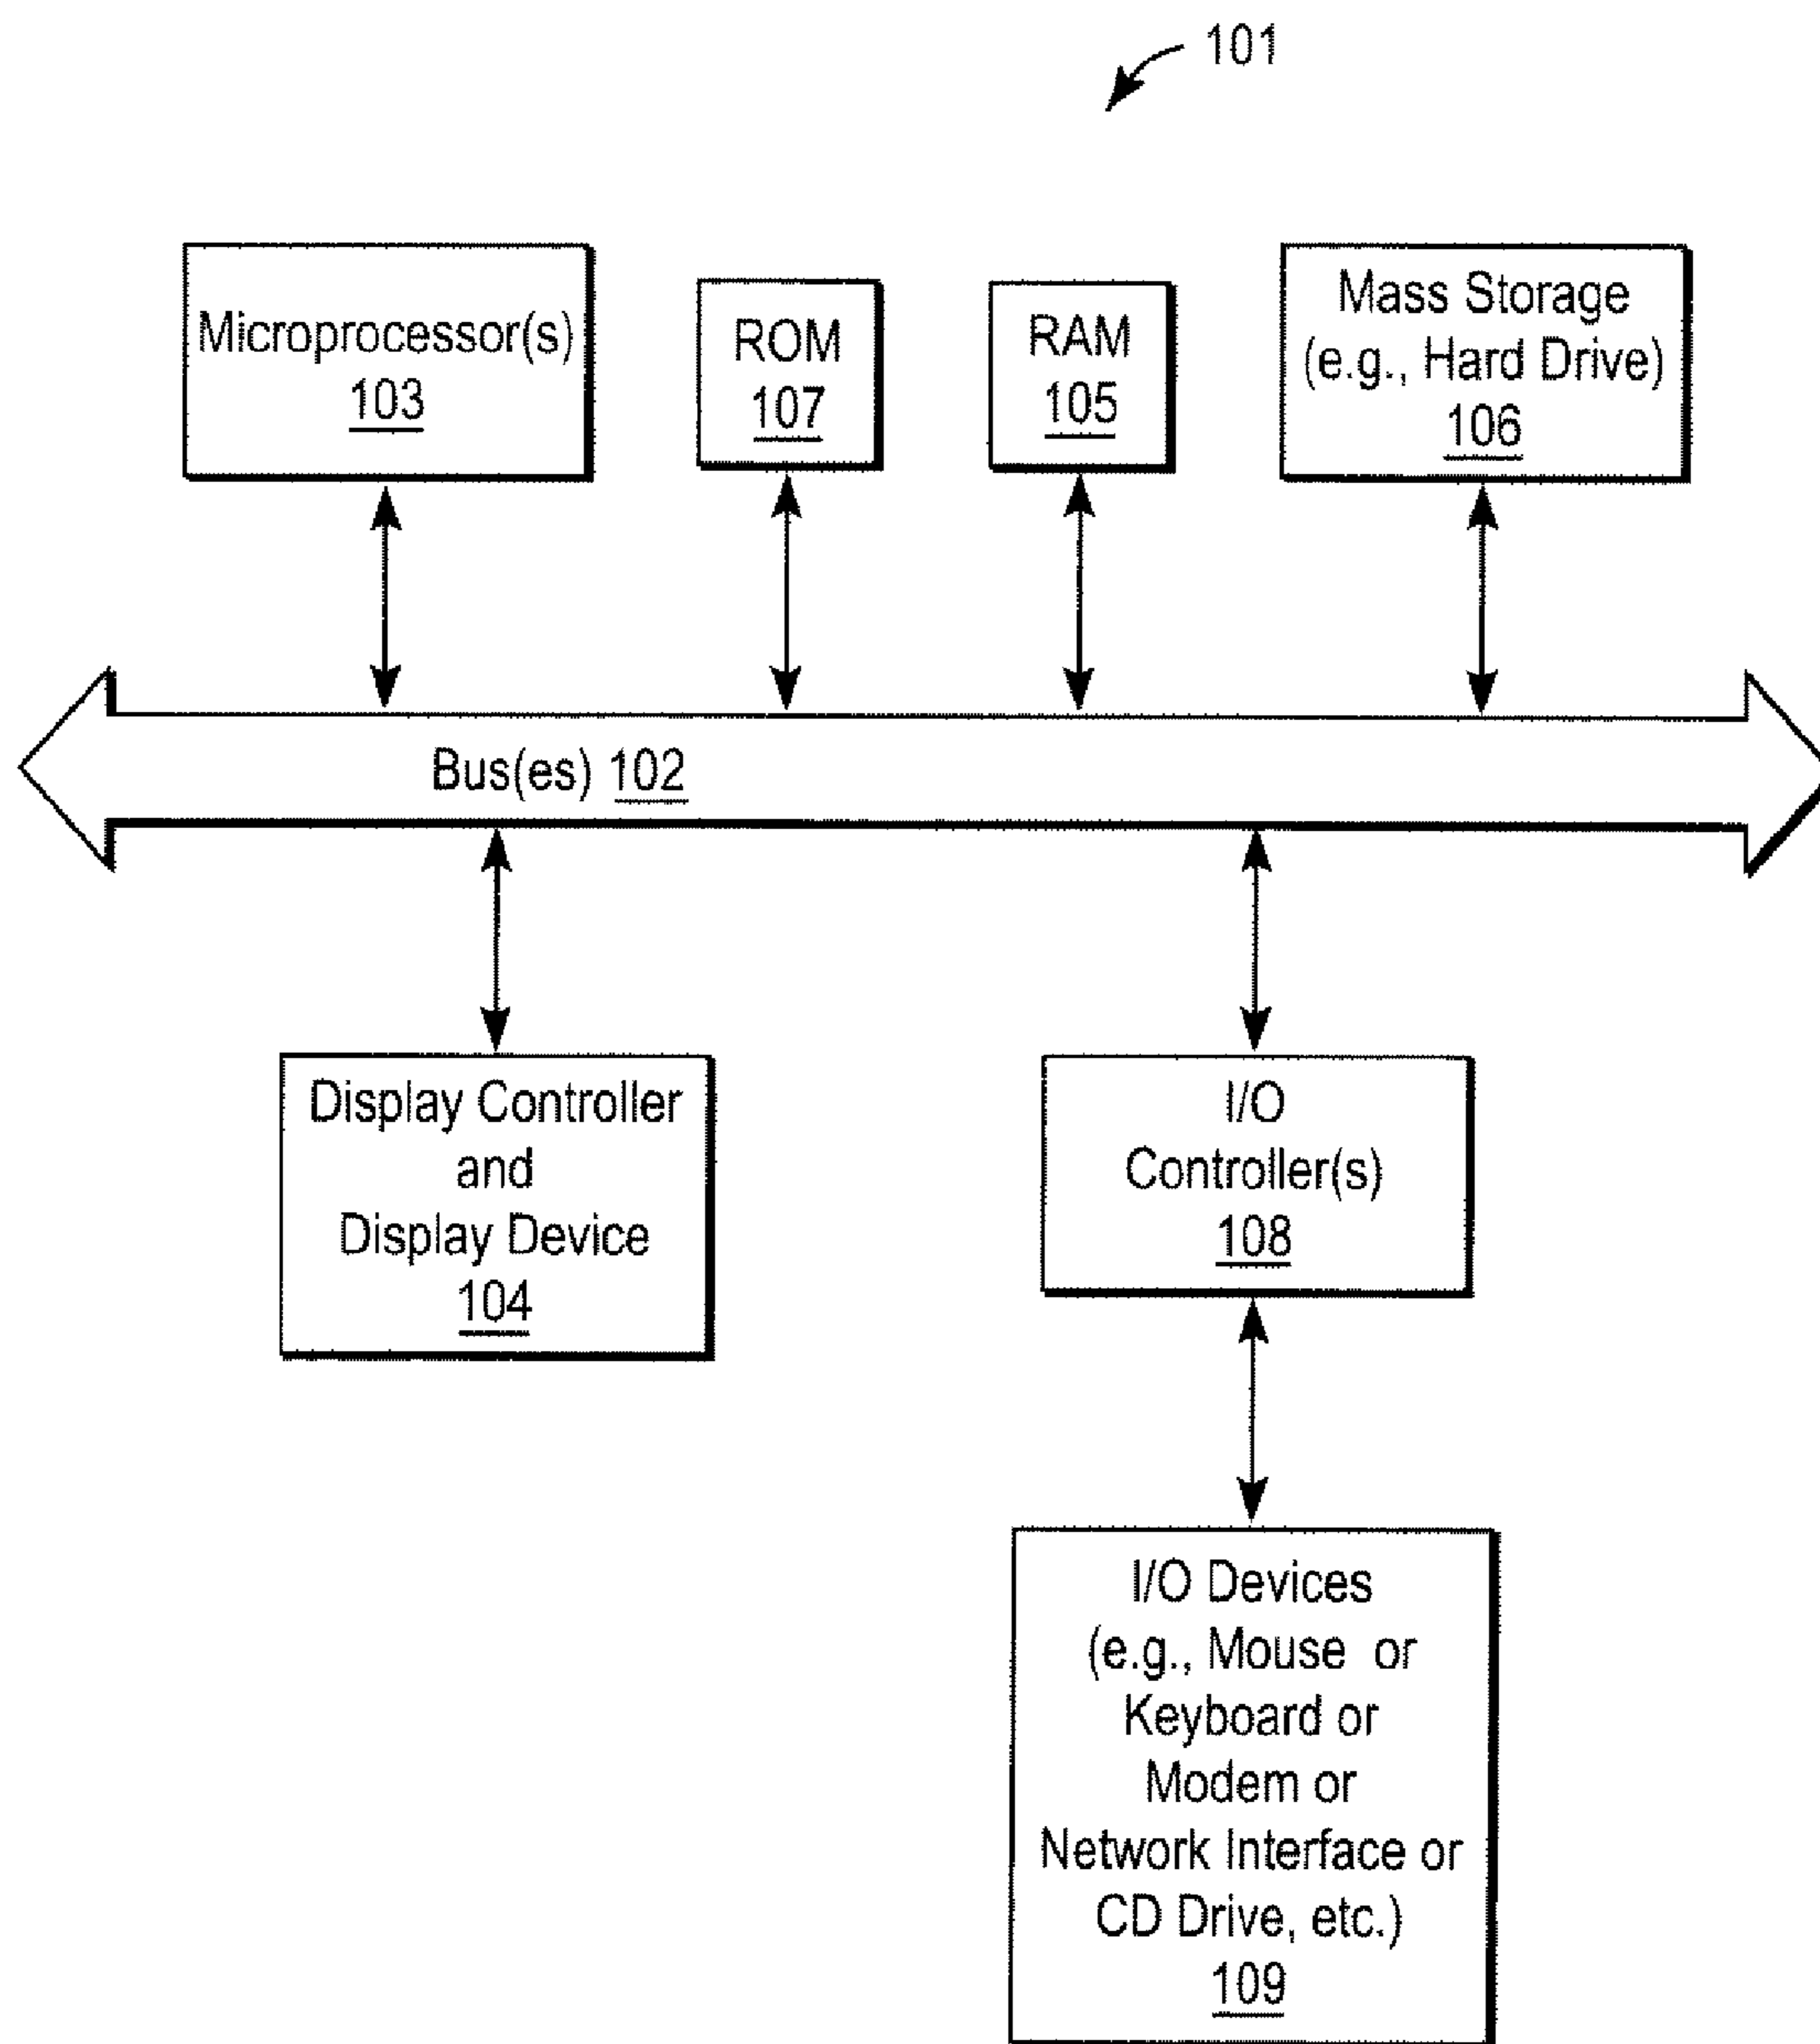 101
Microprocessor(s)
103
ROM
107
RAM
105
Mass Storage
(e.g., Hard Drive)
106
Bus(es) 102
Display Controller
and
Display Device
104
I/O
Controller(s)
108
I/O Devices
(e.g., Mouse or
Keyboard or
Modem or
Network Interface or
CD Drive, etc.)
109